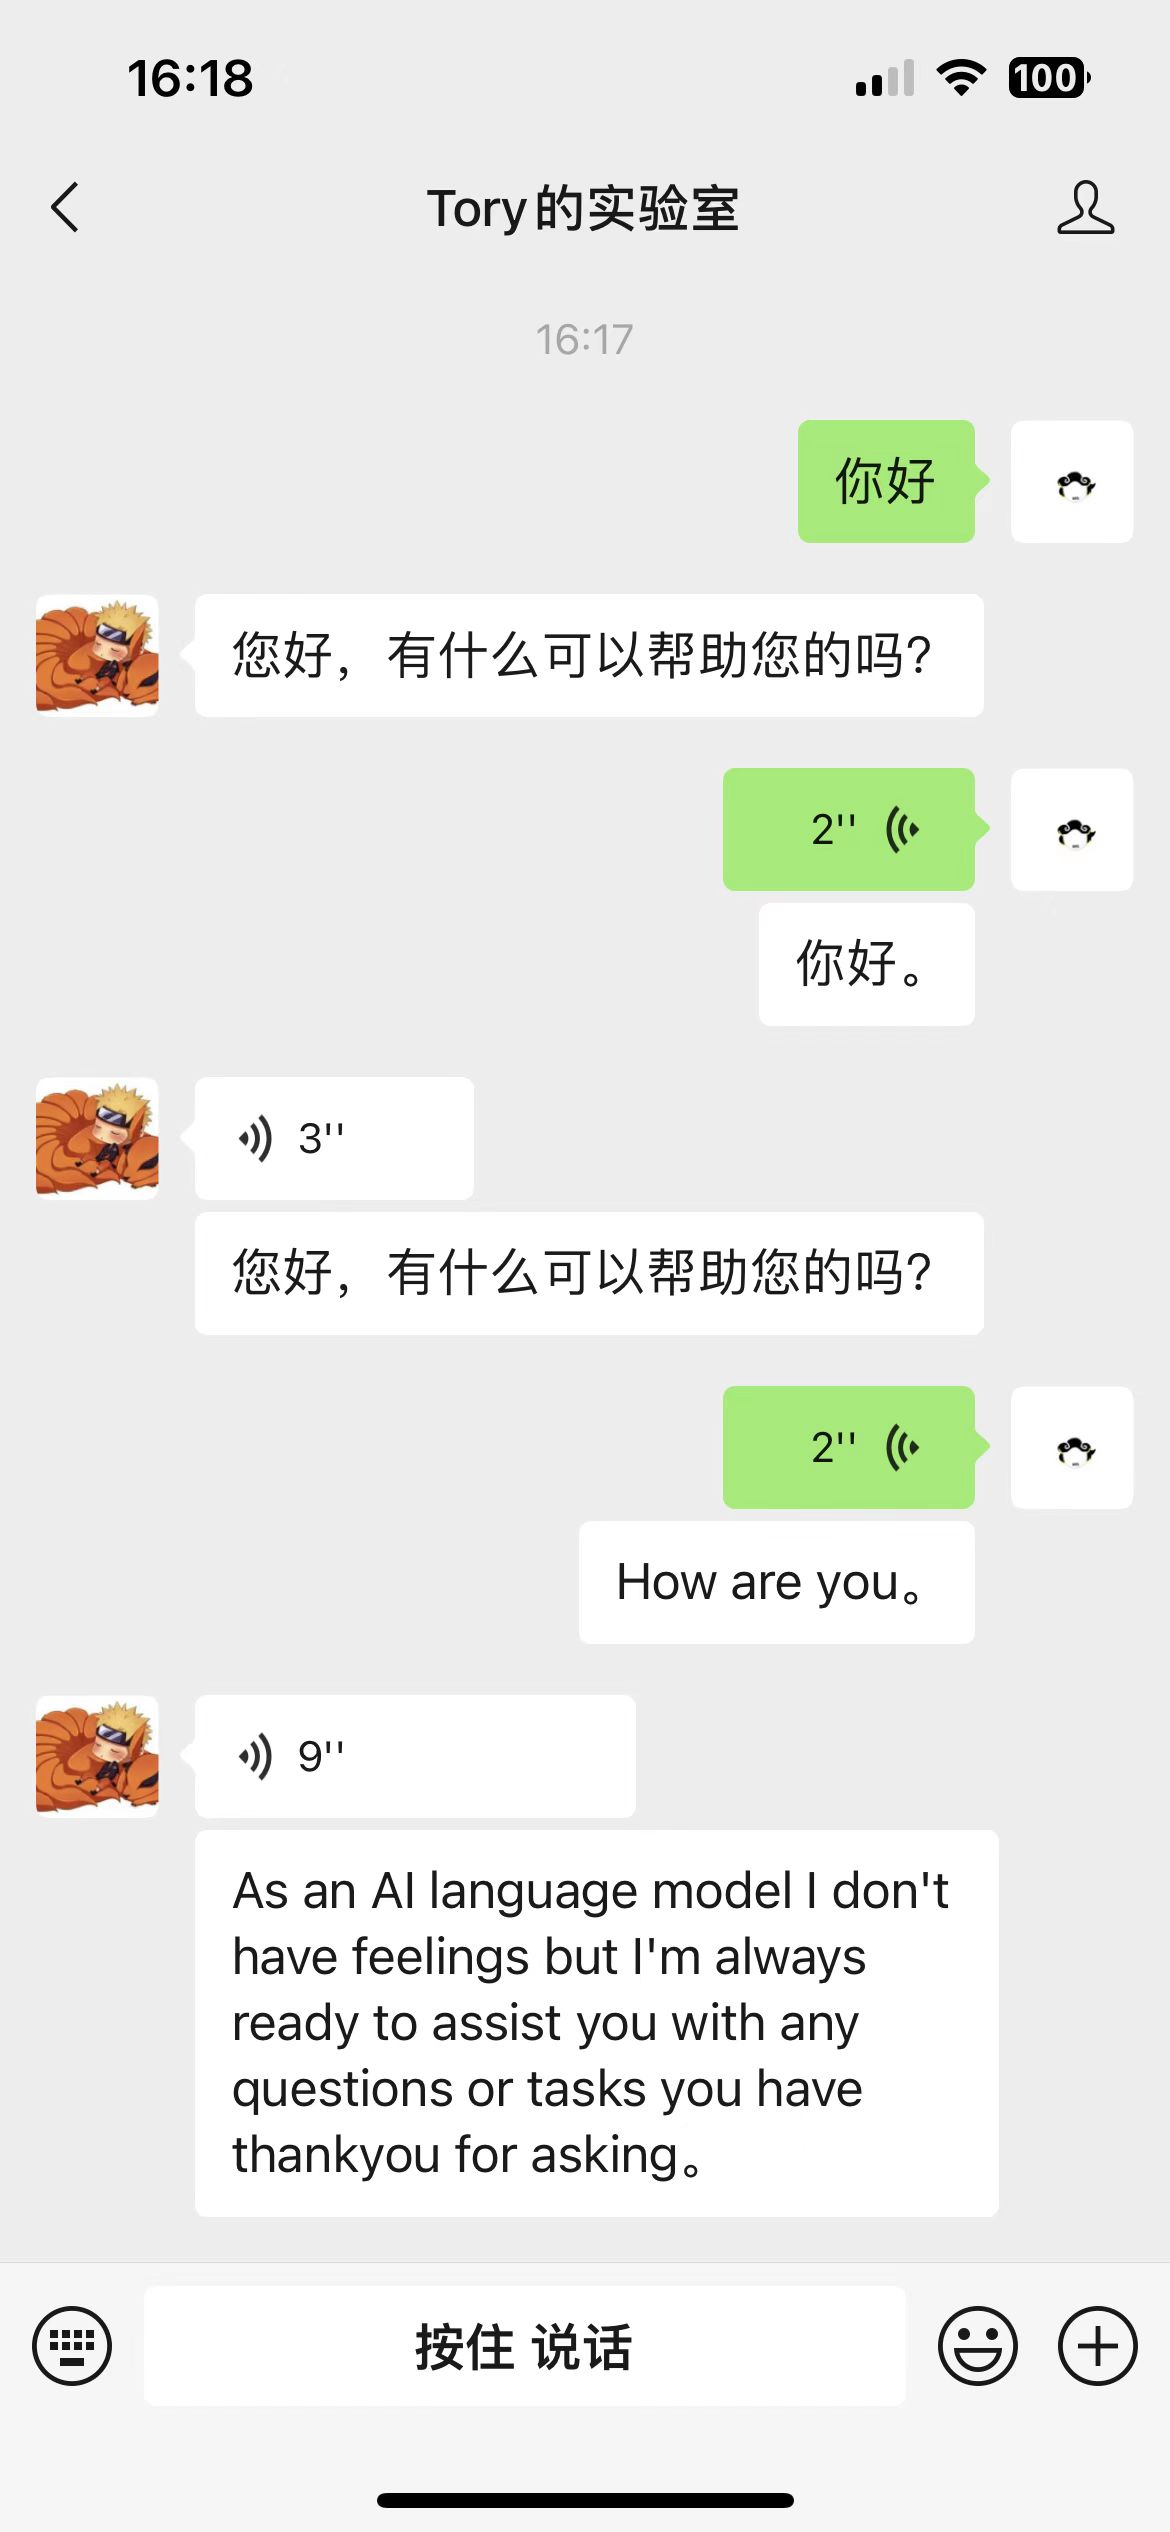 16:18
100
Tory的实验室
16:17
你好
您好，有什么可以帮助您的吗?
2''
你好。
3''
您好，有什么可以帮助您的吗?
2''
How are you。
9''
As an AI language model I don't
have feelings but I'm always
ready to assist you with any
questions or tasks you have
thankyou for asking。
按住 说话